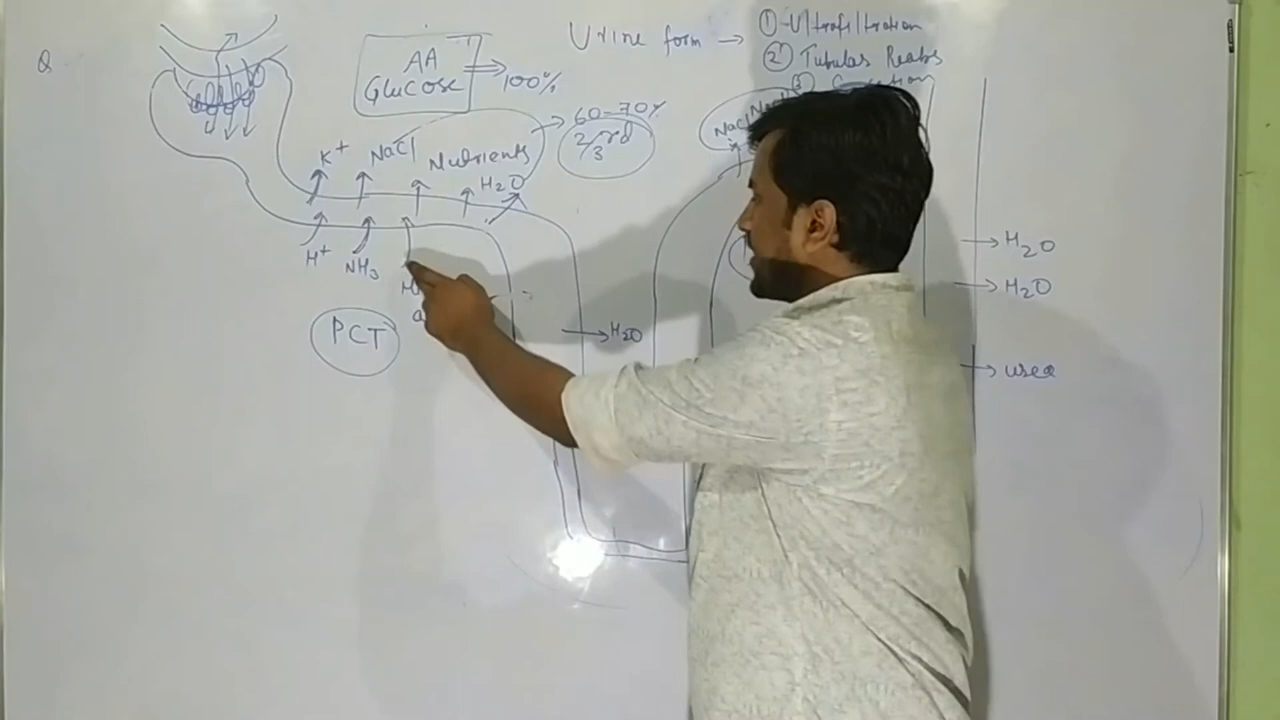 Q
Urine form → ① Ultrafiltration
② Tubular Reabs
③
AA
Glucose
100%
60-70%
2/3rd
K+
NaCl
Nutrients
H2O
NaCl
H+
NH3
PCT
H2O
H2O
H2O
urea